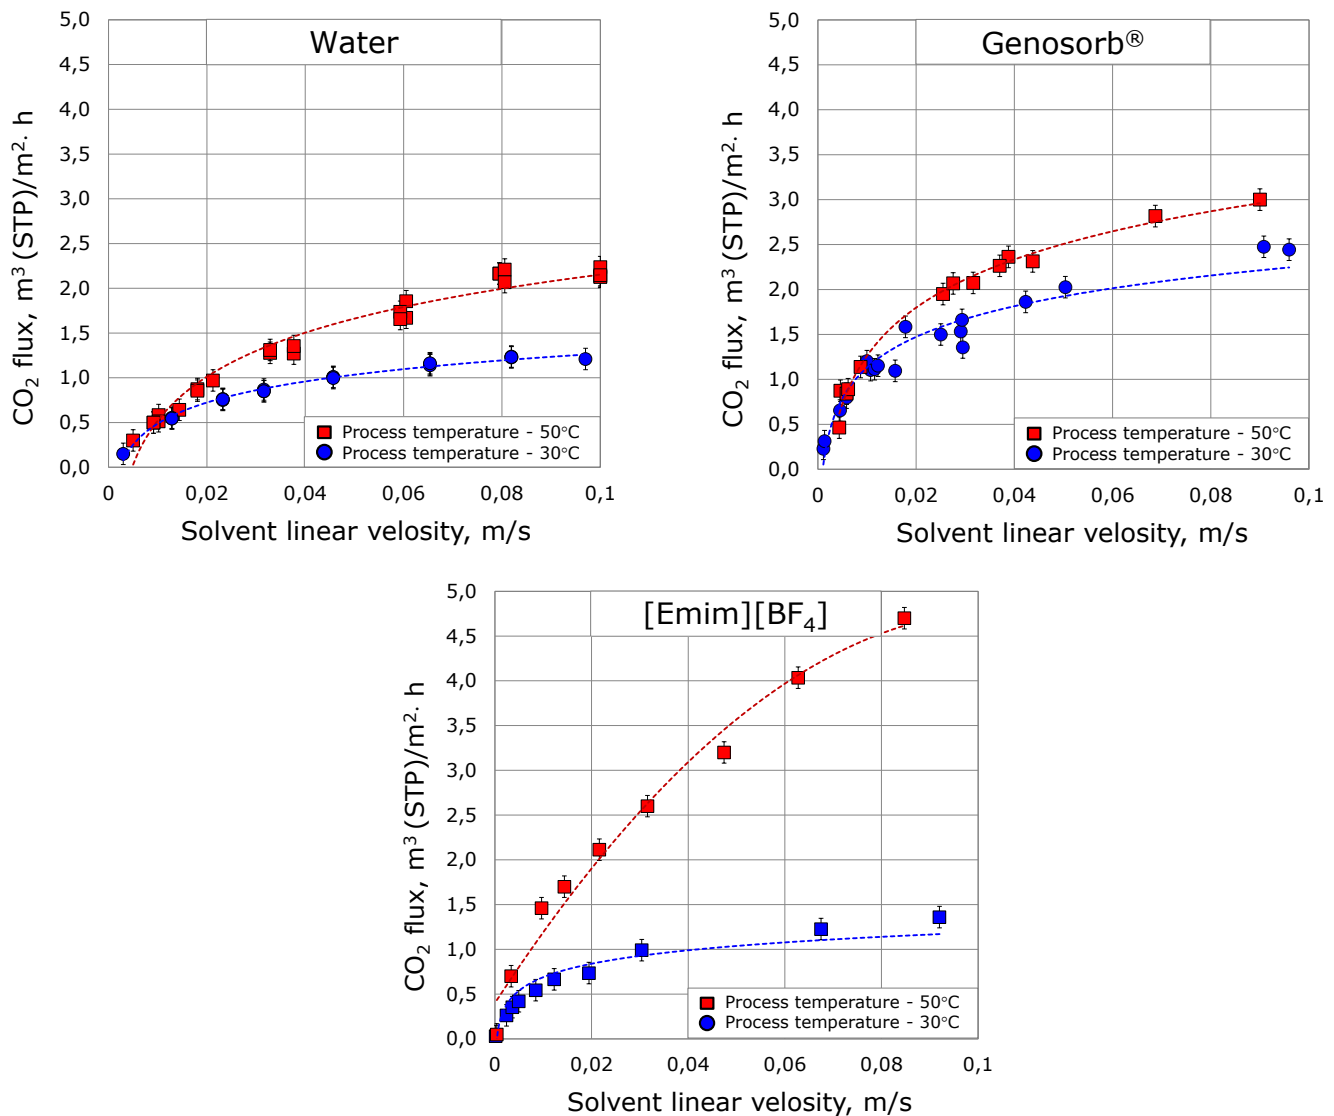 Water
CO₂ flux, m³ (STP)/m²· h
5,0
4,5
4,0
3,5
3,0
2,5
2,0
1,5
1,0
0,5
0,0
0 0,02 0,04 0,06 0,08 0,1
Process temperature - 50°C
Process temperature - 30°C
Solvent linear velosity, m/s
Genosorb®
CO₂ flux, m³ (STP)/m²· h
5,0
4,5
4,0
3,5
3,0
2,5
2,0
1,5
1,0
0,5
0,0
0 0,02 0,04 0,06 0,08 0,1
Process temperature - 50°C
Process temperature - 30°C
Solvent linear velosity, m/s
[Emim][BF₄]
CO₂ flux, m³ (STP)/m²· h
5,0
4,5
4,0
3,5
3,0
2,5
2,0
1,5
1,0
0,5
0,0
0 0,02 0,04 0,06 0,08 0,1
Process temperature - 50°C
Process temperature - 30°C
Solvent linear velosity, m/s